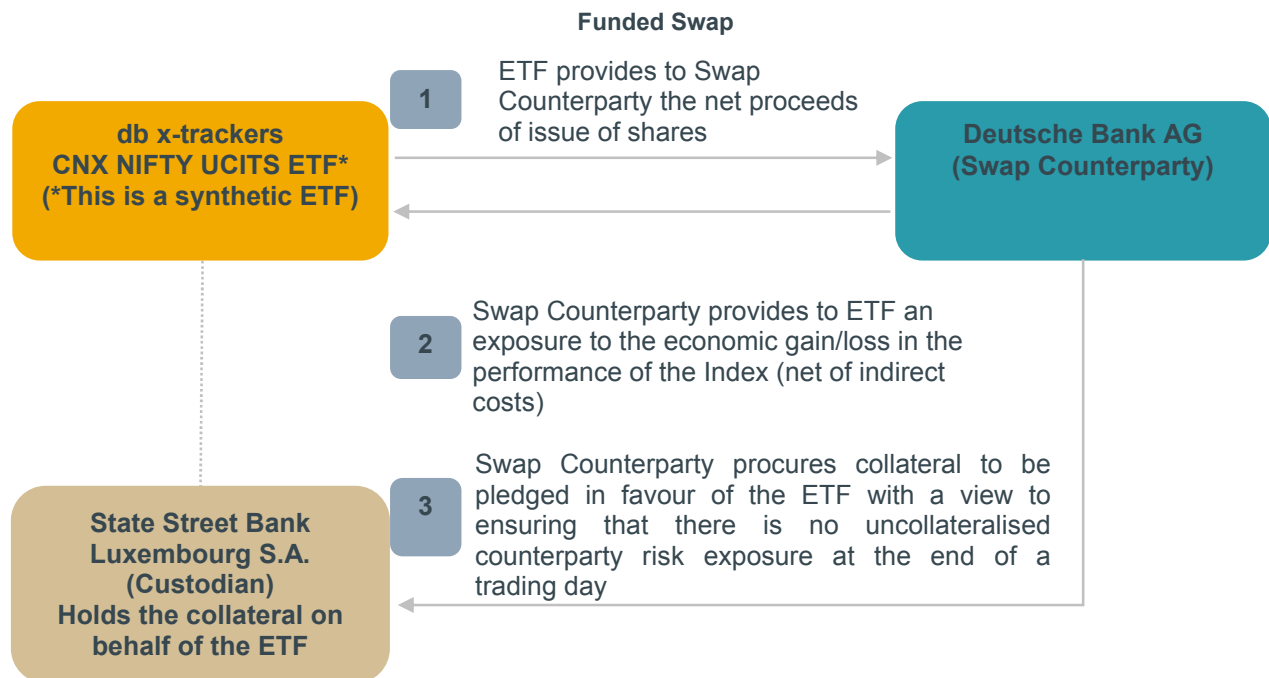 Funded Swap
1
ETF provides to Swap
Counterparty the net proceeds
of issue of shares
db x-trackers
CNX NIFTY UCITS ETF*
(*This is a synthetic ETF)
Deutsche Bank AG
(Swap Counterparty)
2
Swap Counterparty provides to ETF an
exposure to the economic gain/loss in the
performance of the Index (net of indirect
costs)
3
Swap Counterparty procures collateral to be
pledged in favour of the ETF with a view to
ensuring that there is no uncollateralised
counterparty risk exposure at the end of a
trading day
State Street Bank
Luxembourg S.A.
(Custodian)
Holds the collateral on
behalf of the ETF